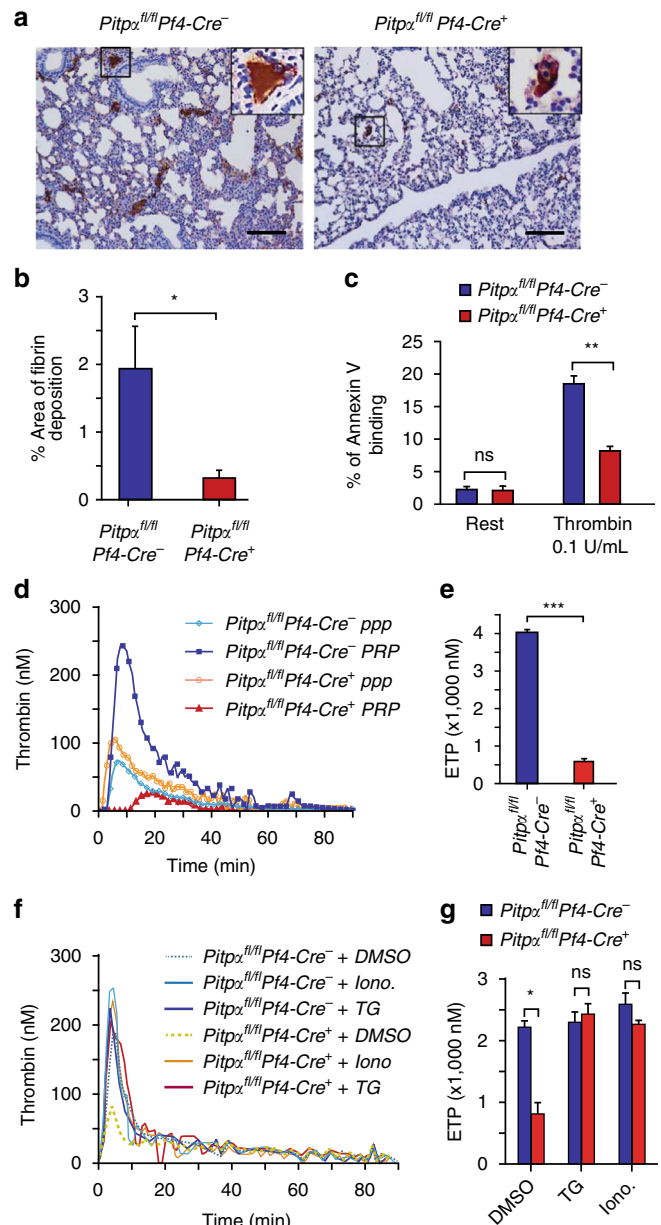 a
Pitpα^fl/fl Pf4-Cre^–
Pitpα^fl/fl Pf4-Cre^+
b
3
2
1
0
% Area of fibrin
deposition
*
Pitpα^fl/fl
Pf4-Cre^–
Pitpα^fl/fl
Pf4-Cre^+
c
Pitpα^fl/fl Pf4-Cre^–
Pitpα^fl/fl Pf4-Cre^+
25
20
15
10
5
0
% of Annexin V
binding
ns
**
Rest
Thrombin
0.1 U/mL
d
300
200
100
0
Thrombin (nM)
Pitpα^fl/fl Pf4-Cre^– ppp
Pitpα^fl/fl Pf4-Cre^– PRP
Pitpα^fl/fl Pf4-Cre^+ ppp
Pitpα^fl/fl Pf4-Cre^+ PRP
0 20 40 60 80
Time (min)
e
4
3
2
1
0
ETP (x1,000 nM)
***
Pitpα^fl/fl
Pf4-Cre^–
Pitpα^fl/fl
Pf4-Cre^+
f
300
200
100
0
Thrombin (nM)
Pitpα^fl/fl Pf4-Cre^– + DMSO
Pitpα^fl/fl Pf4-Cre^– + Iono.
Pitpα^fl/fl Pf4-Cre^– + TG
Pitpα^fl/fl Pf4-Cre^+ + DMSO
Pitpα^fl/fl Pf4-Cre^+ + Iono
Pitpα^fl/fl Pf4-Cre^+ + TG
0 20 40 60 80
Time (min)
g
Pitpα^fl/fl Pf4-Cre^–
Pitpα^fl/fl Pf4-Cre^+
3
2
1
0
ETP (x1,000 nM)
*
ns
ns
DMSO
TG
Iono.